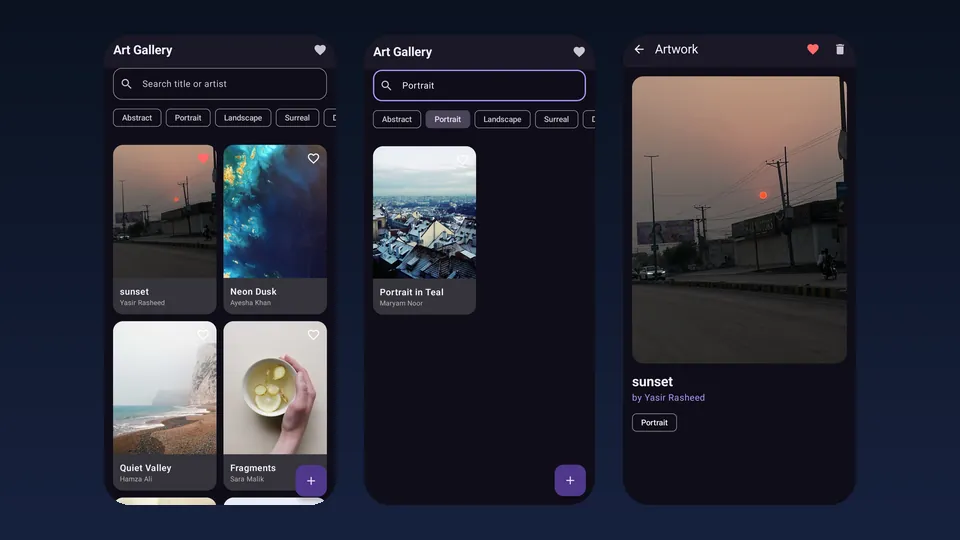 Art Gallery
Search title or artist
Abstract
Portrait
Landscape
Surreal
D
sunset
Yasir Rasheed
Neon Dusk
Ayesha Khan
Quiet Valley
Hamza Ali
Fragments
Sara Malik
+
Art Gallery
Portrait
Abstract
Portrait
Landscape
Surreal
D
Portrait in Teal
Maryam Noor
+
Artwork
sunset
by Yasir Rasheed
Portrait